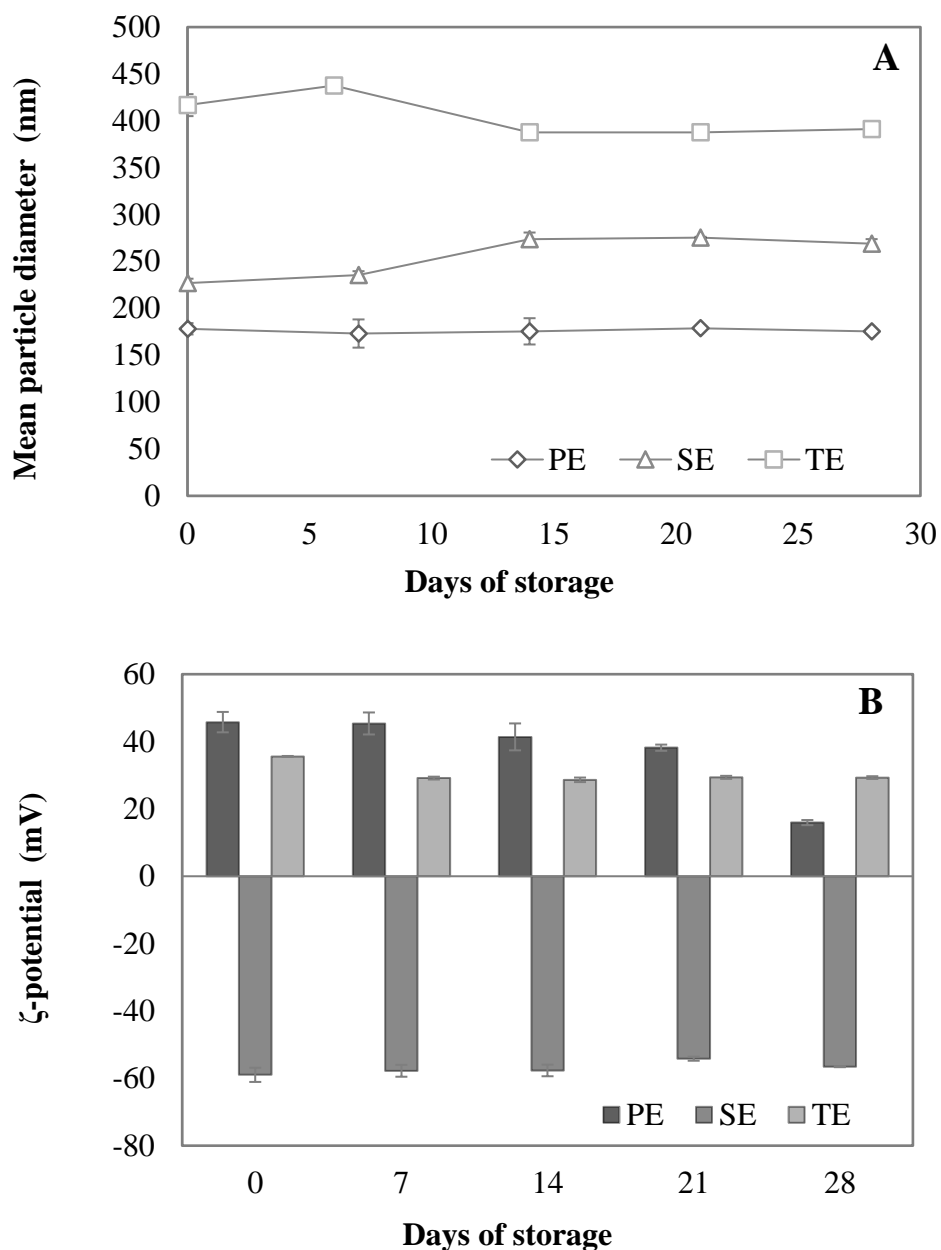 A
Mean particle diameter (nm)
500
450
400
350
300
250
200
150
100
50
0
PE SE TE
0 5 10 15 20 25 30
Days of storage
B
ζ-potential (mV)
60
40
20
0
-20
-40
-60
-80
PE SE TE
0 7 14 21 28
Days of storage